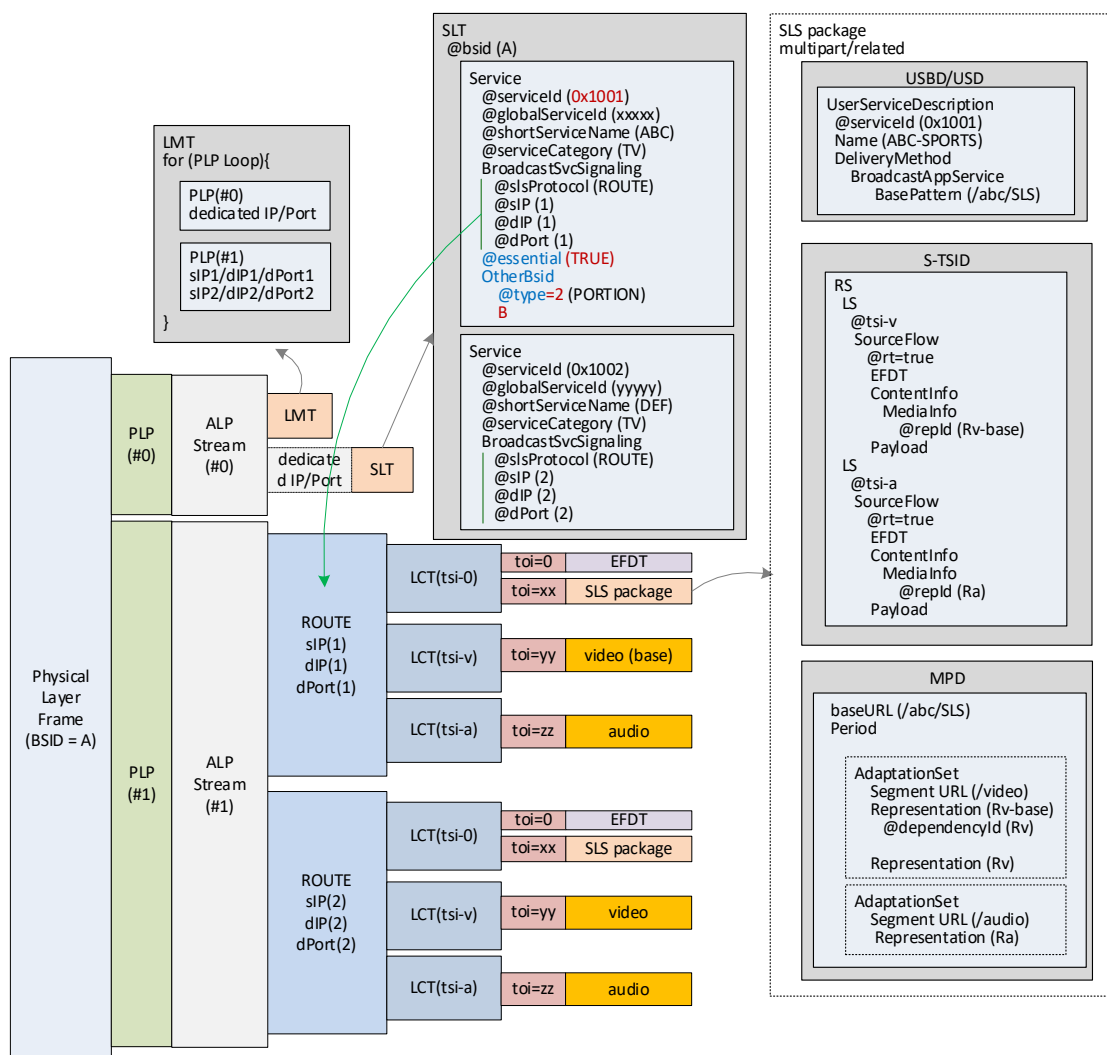 SLT
@bsid (A)
Service
@serviceId (0x1001)
@globalServiceId (xxxxx)
@shortServiceName (ABC)
@serviceCategory (TV)
BroadcastSvcSignaling
@slsProtocol (ROUTE)
@sIP (1)
@dIP (1)
@dPort (1)
@essential (TRUE)
OtherBsid
@type=2 (PORTION)
B
Service
@serviceId (0x1002)
@globalServiceId (yyyyy)
@shortServiceName (DEF)
@serviceCategory (TV)
BroadcastSvcSignaling
@slsProtocol (ROUTE)
@sIP (2)
@dIP (2)
@dPort (2)
LMT
for (PLP Loop){
PLP(#0)
dedicated IP/Port
PLP(#1)
sIP1/dIP1/dPort1
sIP2/dIP2/dPort2
}
Physical
Layer
Frame
(BSID = A)
PLP
(#0)
ALP
Stream
(#0)
LMT
dedicate
d IP/Port
SLT
PLP
(#1)
ALP
Stream
(#1)
ROUTE
sIP(1)
dIP(1)
dPort(1)
LCT(tsi-0)
toi=0
EFDT
toi=xx
SLS package
LCT(tsi-v)
toi=yy
video (base)
LCT(tsi-a)
toi=zz
audio
ROUTE
sIP(2)
dIP(2)
dPort(2)
LCT(tsi-0)
toi=0
EFDT
toi=xx
SLS package
LCT(tsi-v)
toi=yy
video
LCT(tsi-a)
toi=zz
audio
SLS package
multipart/related
USBD/USD
UserServiceDescription
@serviceId (0x1001)
Name (ABC-SPORTS)
DeliveryMethod
BroadcastAppService
BasePattern (/abc/SLS)
S-TSID
RS
LS
@tsi-v
SourceFlow
@rt=true
EFDT
ContentInfo
MediaInfo
@repId (Rv-base)
Payload
LS
@tsi-a
SourceFlow
@rt=true
EFDT
ContentInfo
MediaInfo
@repId (Ra)
Payload
MPD
baseURL (/abc/SLS)
Period
AdaptationSet
Segment URL (/video)
Representation (Rv-base)
@dependencyId (Rv)
Representation (Rv)
AdaptationSet
Segment URL (/audio)
Representation (Ra)